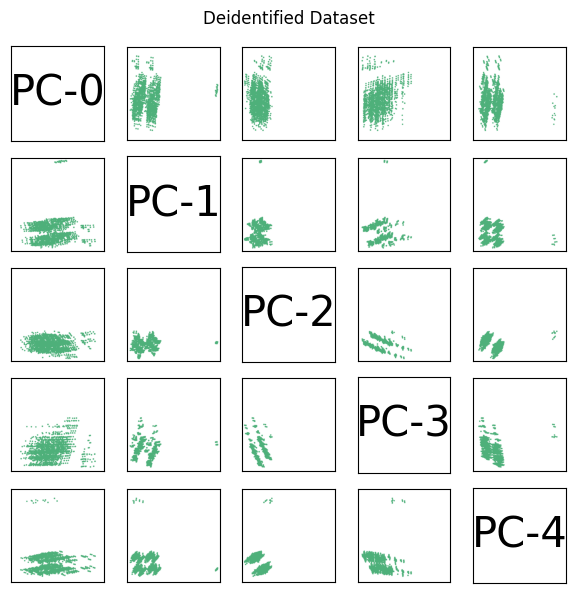 Deidentified Dataset
PC-0
PC-1
PC-2
PC-3
PC-4